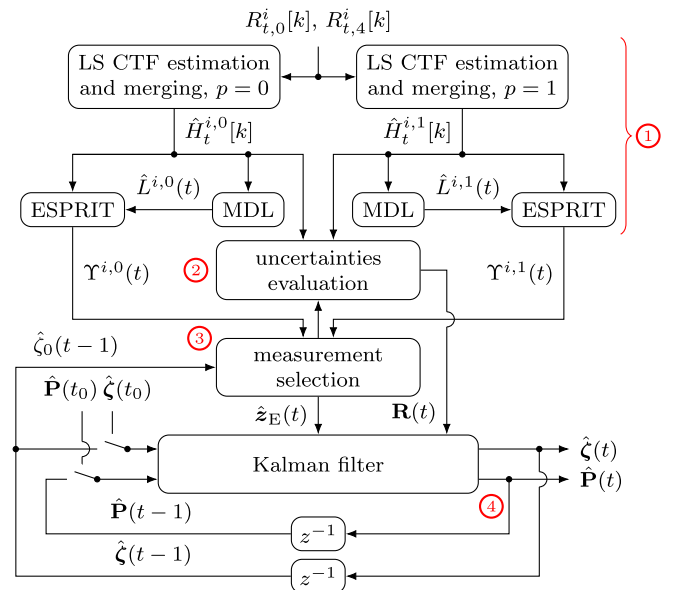 R^i_{t,0}[k], R^i_{t,4}[k]
LS CTF estimation
and merging, p = 0
LS CTF estimation
and merging, p = 1
1
Ĥ^{i,0}_t[k]
Ĥ^{i,1}_t[k]
ESPRIT
L̂^{i,0}(t)
MDL
MDL
L̂^{i,1}(t)
ESPRIT
Υ^{i,0}(t)
2
uncertainties
evaluation
Υ^{i,1}(t)
3
ζ̂_0(t−1)
measurement
selection
P̂(t_0) ζ̂(t_0)
ẑ_E(t)
R(t)
Kalman filter
ζ̂(t)
P̂(t)
4
P̂(t−1)
z^{−1}
ζ̂(t−1)
z^{−1}